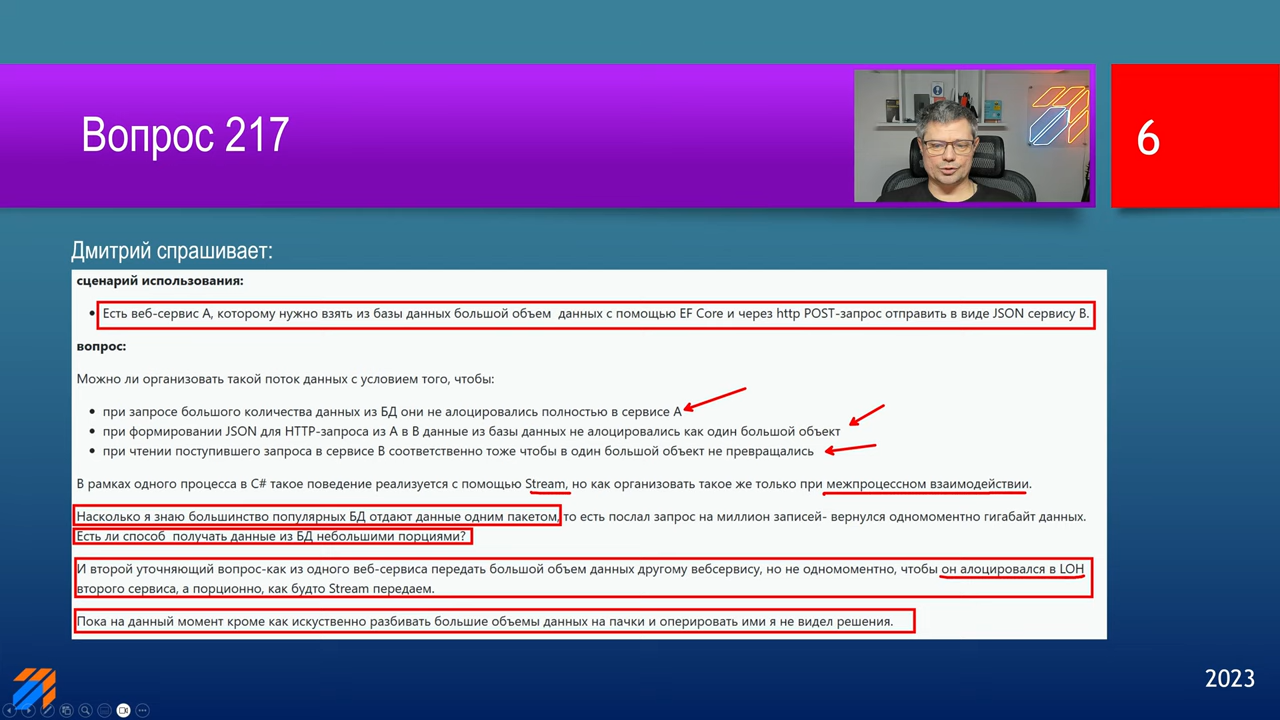 Вопрос 217
6
Дмитрий спрашивает:
сценарий использования:
• Есть веб-сервис А, которому нужно взять из базы данных большой объем данных с помощью EF Core и через http POST-запрос отправить в виде JSON сервису В.
вопрос:
Можно ли организовать такой поток данных с условием того, чтобы:
• при запросе большого количества данных из БД они не алоцировались полностью в сервисе А
• при формировании JSON для HTTP-запроса из А в В данные из базы данных не алоцировались как один большой объект
• при чтении поступившего запроса в сервисе В соответственно тоже чтобы в один большой объект не превращались
В рамках одного процесса в C# такое поведение реализуется с помощью Stream, но как организовать такое же только при межпроцессном взаимодействии.
Насколько я знаю большинство популярных БД отдают данные одним пакетом, то есть послал запрос на миллион записей- вернулся одномоментно гигабайт данных.
Есть ли способ получать данные из БД небольшими порциями?
И второй уточняющий вопрос-как из одного веб-сервиса передать большой объем данных другому вебсервису, но не одномоментно, чтобы он алоцировался в LOH
второго сервиса, а порционно, как будто Stream передаем.
Пока на данный момент кроме как искуственно разбивать большие объемы данных на пачки и оперировать ими я не видел решения.
2023